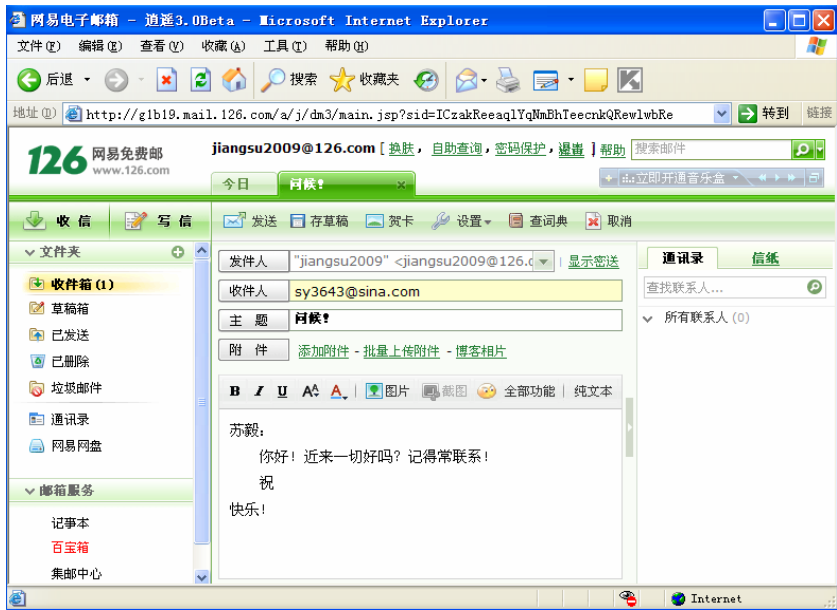 网易电子邮箱 - 逍遥3.0Beta - Microsoft Internet Explorer
文件(F) 编辑(E) 查看(V) 收藏(A) 工具(T) 帮助(H)
后退 搜索 收藏夹
地址(D) http://g1b19.mail.126.com/a/j/dm3/main.jsp?sid=ICzakReeaqlYqNmBhTeecnkQRewlwbRe 转到 链接
126 网易免费邮 www.126.com
jiangsu2009@126.com [ 换肤, 自助查询, 密码保护, 退出 ] 帮助 搜索邮件
今日 问候! × 立即开通音乐盒
收信 写信 发送 存草稿 贺卡 设置 查词典 取消
文件夹
收件箱(1)
草稿箱
已发送
已删除
垃圾邮件
通讯录
网易网盘
邮箱服务
记事本
百宝箱
集邮中心
发件人 "jiangsu2009" <jiangsu2009@126.c 显示密送
收件人 sy3643@sina.com
主 题 问候!
附 件 添加附件 - 批量上传附件 - 博客相片
B I U A A 图片 截图 全部功能 纯文本
苏毅:
你好! 近来一切好吗? 记得常联系!
祝
快乐!
通讯录 信纸
查找联系人...
所有联系人 (0)
Internet